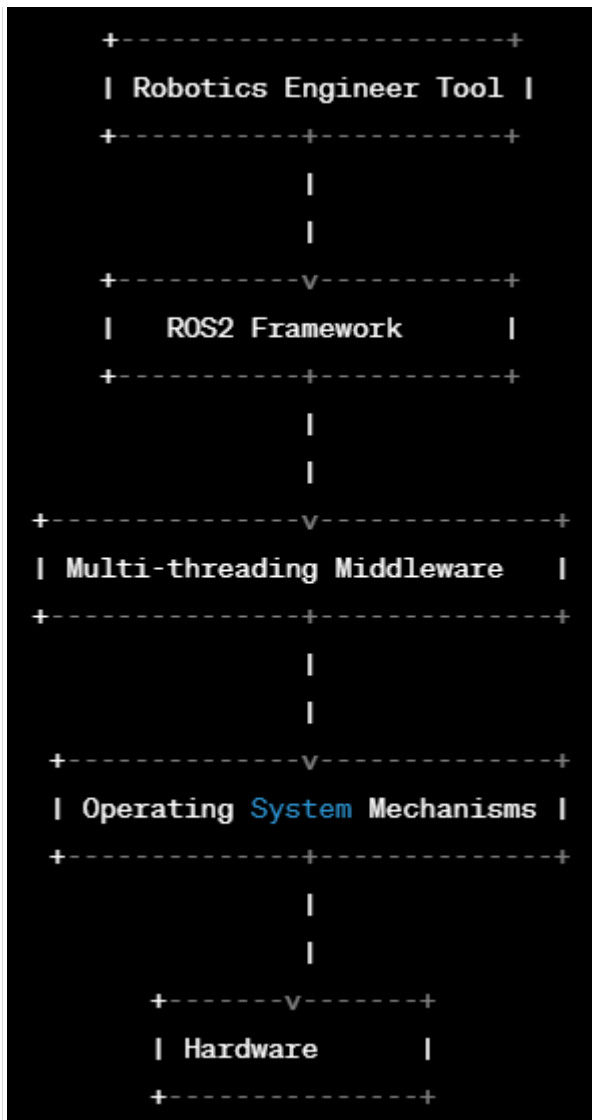 +-----------------------+
| Robotics Engineer Tool |
+-----------+-----------+
|
|
+-----------v-----------+
| ROS2 Framework |
+-----------+-----------+
|
|
+---------------v--------------+
| Multi-threading Middleware |
+---------------+--------------+
|
|
+--------------v--------------+
| Operating System Mechanisms |
+--------------+--------------+
|
|
+-------v-------+
| Hardware |
+---------------+